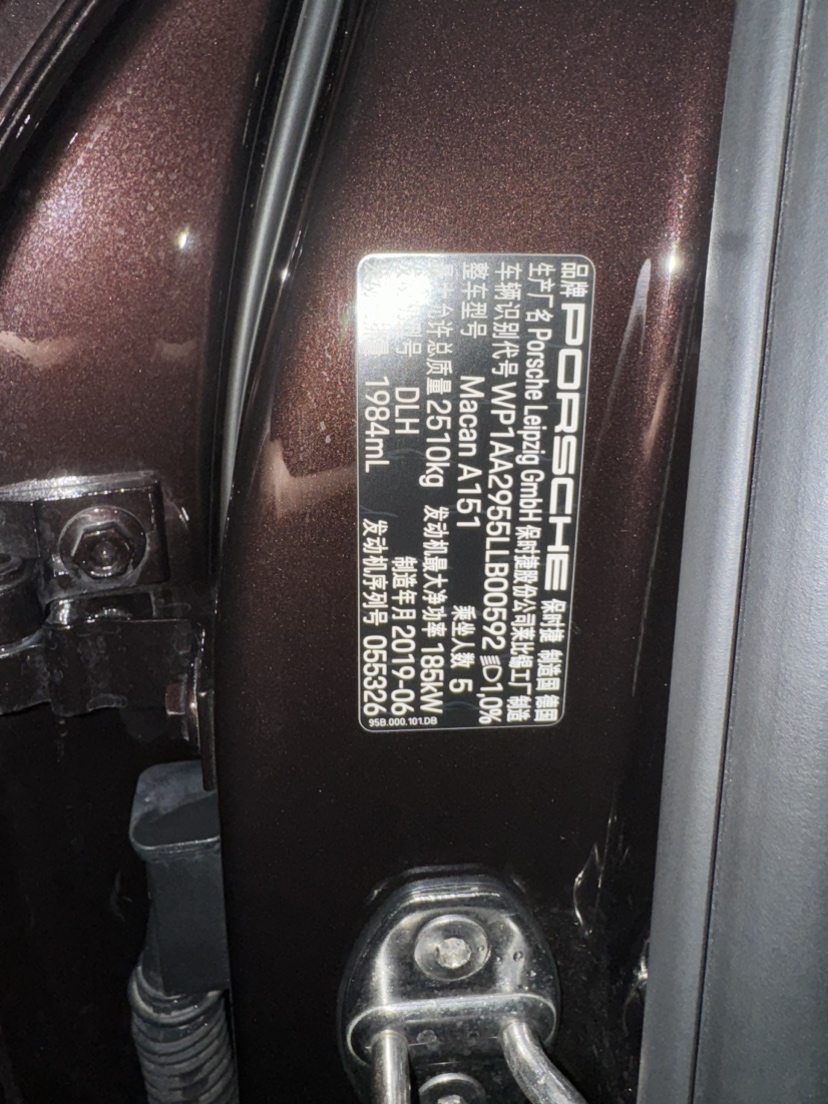 品牌 PORSCHE 保时捷 制造国 德国
生产厂名 Porsche Leipzig GmbH 保时捷股份公司莱比锡工厂 制造
车辆识别代号 WP1AA2955LLB00592 1,0%
整车型号 Macan A151 乘坐人数 5
最大允许总质量 2510kg 发动机最大净功率 185kW
型号 DLH 制造年月 2019-06
排量 1984mL 发动机序列号 055326
95B.000.101.DB